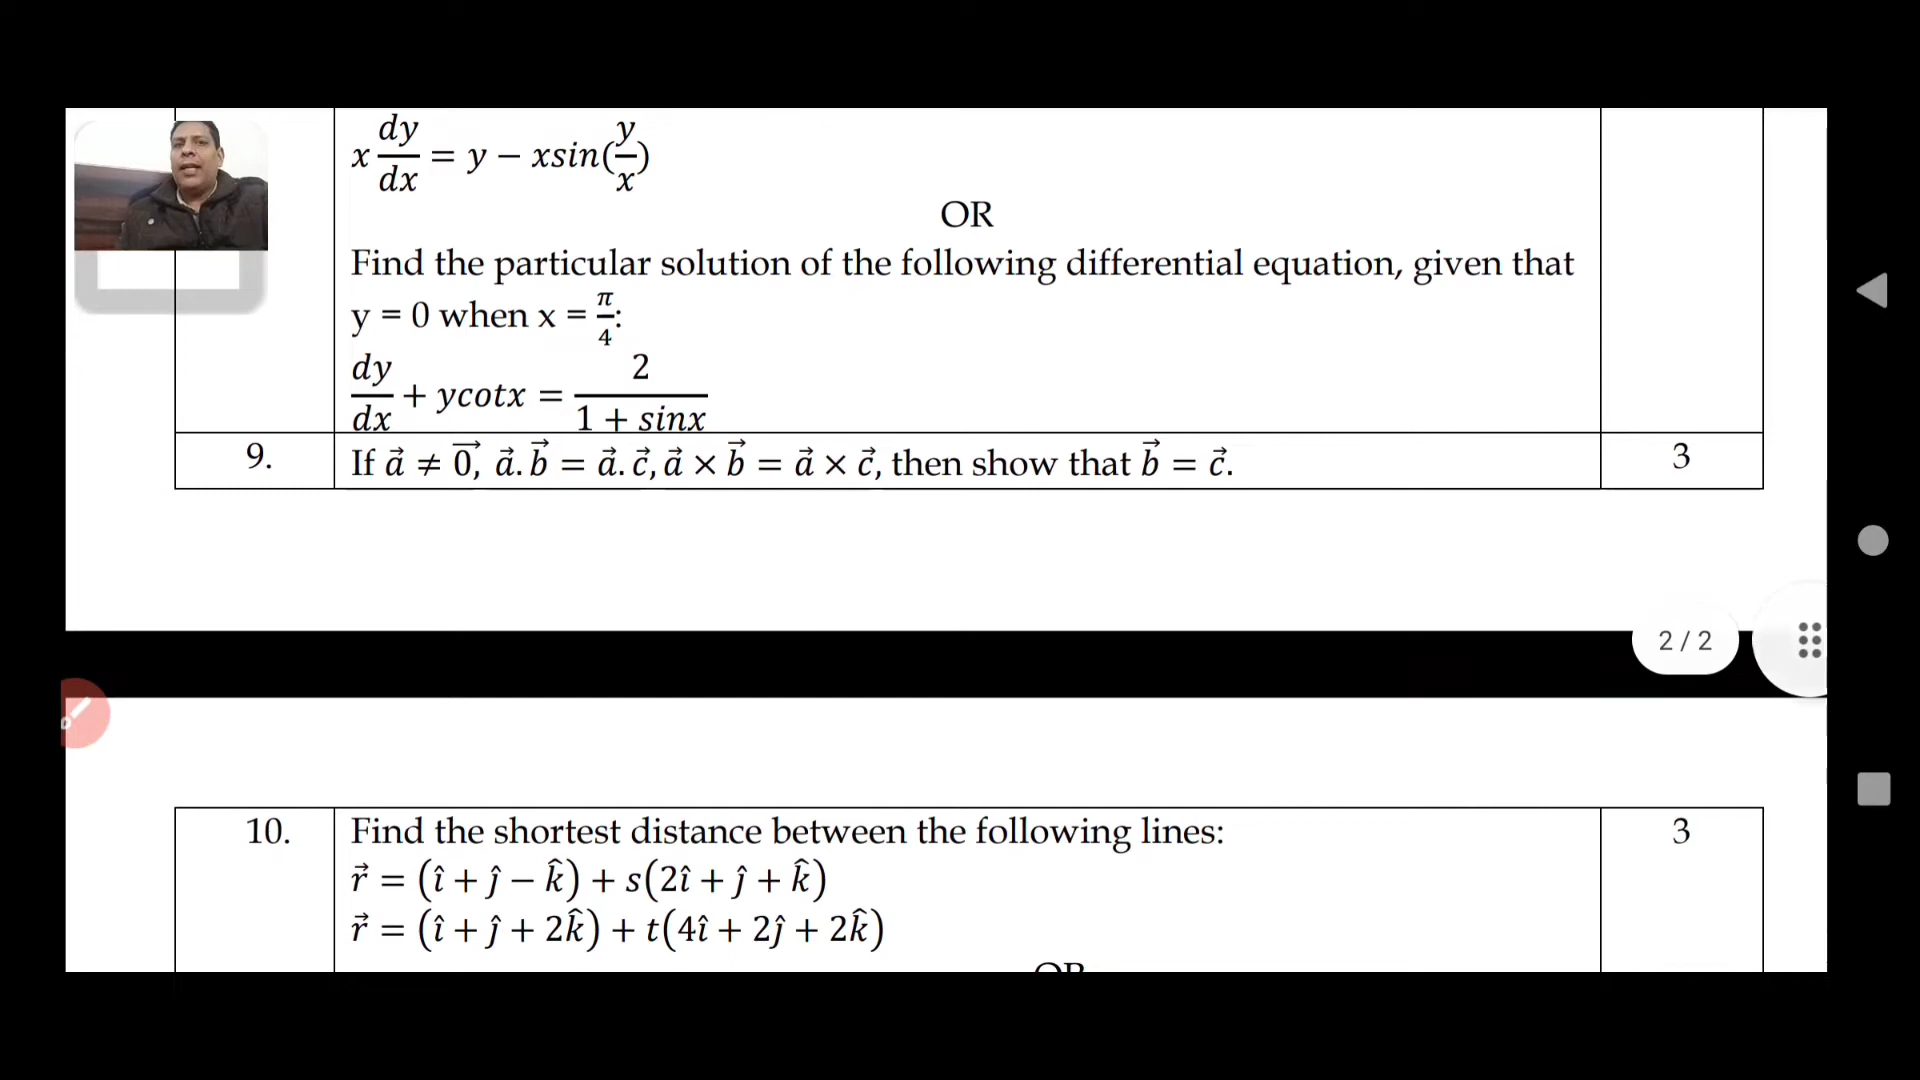 x dy/dx = y − xsin(y/x)
OR
Find the particular solution of the following differential equation, given that
y = 0 when x = π/4:
dy/dx + ycotx = 2/(1 + sinx)
9. If a⃗ ≠ 0⃗, a⃗. b⃗ = a⃗. c⃗, a⃗ × b⃗ = a⃗ × c⃗, then show that b⃗ = c⃗. 3
2 / 2
10. Find the shortest distance between the following lines: 3
r⃗ = (î + ĵ − k̂) + s(2î + ĵ + k̂)
r⃗ = (î + ĵ + 2k̂) + t(4î + 2ĵ + 2k̂)
OR